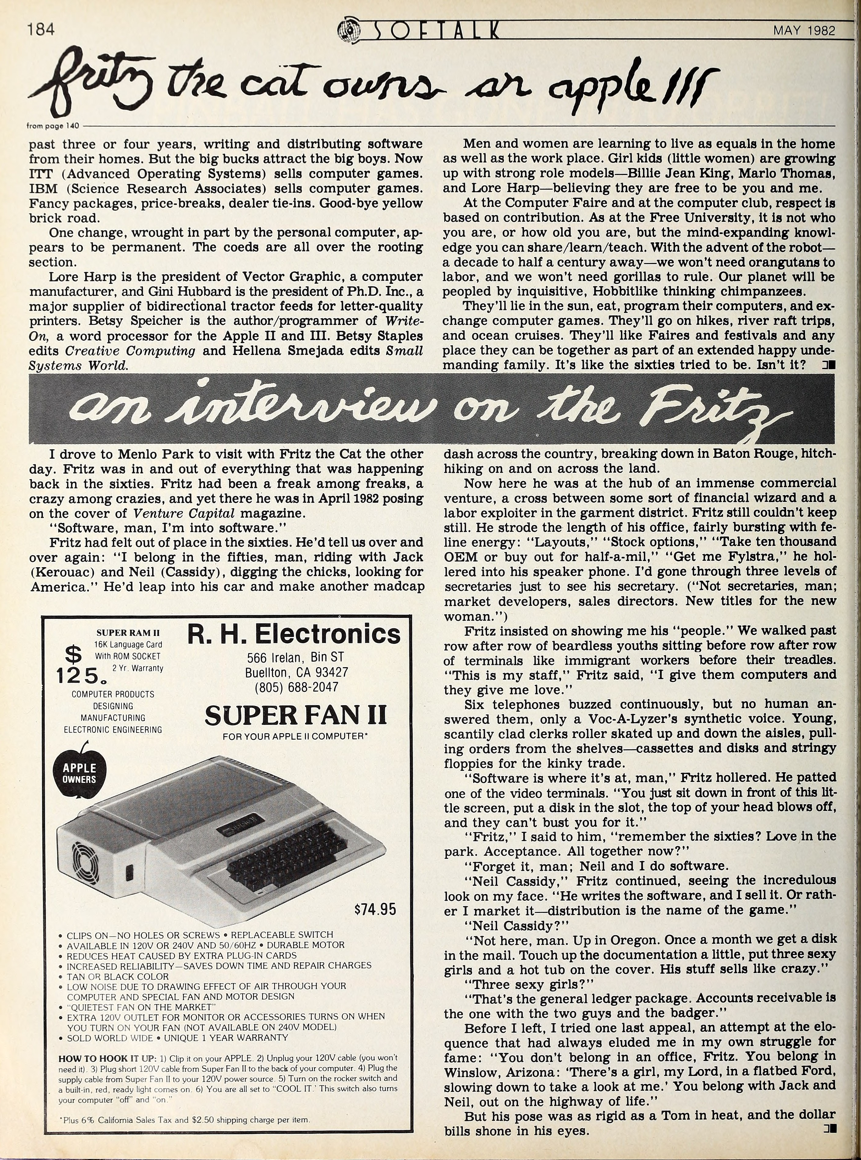 184
SOFTALK
MAY 1982
fritz the cat owns an apple III
from page 140
past three or four years, writing and distributing software
from their homes. But the big bucks attract the big boys. Now
ITT (Advanced Operating Systems) sells computer games.
IBM (Science Research Associates) sells computer games.
Fancy packages, price-breaks, dealer tie-ins. Good-bye yellow
brick road.
One change, wrought in part by the personal computer, ap-
pears to be permanent. The coeds are all over the rooting
section.
Lore Harp is the president of Vector Graphic, a computer
manufacturer, and Gini Hubbard is the president of Ph.D. Inc., a
major supplier of bidirectional tractor feeds for letter-quality
printers. Betsy Speicher is the author/programmer of Write-
On, a word processor for the Apple II and III. Betsy Staples
edits Creative Computing and Hellena Smejada edits Small
Systems World.
Men and women are learning to live as equals in the home
as well as the work place. Girl kids (little women) are growing
up with strong role models—Billie Jean King, Marlo Thomas,
and Lore Harp—believing they are free to be you and me.
At the Computer Faire and at the computer club, respect is
based on contribution. As at the Free University, it is not who
you are, or how old you are, but the mind-expanding knowl-
edge you can share/learn/teach. With the advent of the robot—
a decade to half a century away—we won't need orangutans to
labor, and we won't need gorillas to rule. Our planet will be
peopled by inquisitive, Hobbitlike thinking chimpanzees.
They'll lie in the sun, eat, program their computers, and ex-
change computer games. They'll go on hikes, river raft trips,
and ocean cruises. They'll like Faires and festivals and any
place they can be together as part of an extended happy unde-
manding family. It's like the sixties tried to be. Isn't it?
an interview on the Fritz
I drove to Menlo Park to visit with Fritz the Cat the other
day. Fritz was in and out of everything that was happening
back in the sixties. Fritz had been a freak among freaks, a
crazy among crazies, and yet there he was in April 1982 posing
on the cover of Venture Capital magazine.
"Software, man, I'm into software."
Fritz had felt out of place in the sixties. He'd tell us over and
over again: "I belong in the fifties, man, riding with Jack
(Kerouac) and Neil (Cassidy), digging the chicks, looking for
America." He'd leap into his car and make another madcap
dash across the country, breaking down in Baton Rouge, hitch-
hiking on and on across the land.
Now here he was at the hub of an immense commercial
venture, a cross between some sort of financial wizard and a
labor exploiter in the garment district. Fritz still couldn't keep
still. He strode the length of his office, fairly bursting with fe-
line energy: "Layouts," "Stock options," "Take ten thousand
OEM or buy out for half-a-mil," "Get me Fylstra," he hol-
lered into his speaker phone. I'd gone through three levels of
secretaries just to see his secretary. ("Not secretaries, man;
market developers, sales directors. New titles for the new
woman.")
Fritz insisted on showing me his "people." We walked past
row after row of beardless youths sitting before row after row
of terminals like immigrant workers before their treadles.
"This is my staff," Fritz said, "I give them computers and
they give me love."
Six telephones buzzed continuously, but no human an-
swered them, only a Voc-A-Lyzer's synthetic voice. Young,
scantily clad clerks roller skated up and down the aisles, pull-
ing orders from the shelves—cassettes and disks and stringy
floppies for the kinky trade.
"Software is where it's at, man," Fritz hollered. He patted
one of the video terminals. "You just sit down in front of this lit-
tle screen, put a disk in the slot, the top of your head blows off,
and they can't bust you for it."
"Fritz," I said to him, "remember the sixties? Love in the
park. Acceptance. All together now?"
"Forget it, man; Neil and I do software.
"Neil Cassidy," Fritz continued, seeing the incredulous
look on my face. "He writes the software, and I sell it. Or rath-
er I market it—distribution is the name of the game."
"Neil Cassidy?"
"Not here, man. Up in Oregon. Once a month we get a disk
in the mail. Touch up the documentation a little, put three sexy
girls and a hot tub on the cover. His stuff sells like crazy."
"Three sexy girls?"
"That's the general ledger package. Accounts receivable is
the one with the two guys and the badger."
Before I left, I tried one last appeal, an attempt at the elo-
quence that had always eluded me in my own struggle for
fame: "You don't belong in an office, Fritz. You belong in
Winslow, Arizona: 'There's a girl, my Lord, in a flatbed Ford,
slowing down to take a look at me.' You belong with Jack and
Neil, out on the highway of life."
But his pose was as rigid as a Tom in heat, and the dollar
bills shone in his eyes.
SUPER RAM II
16K Language Card
With ROM SOCKET
2 Yr. Warranty
$125.
COMPUTER PRODUCTS
DESIGNING
MANUFACTURING
ELECTRONIC ENGINEERING
APPLE
OWNERS
R. H. Electronics
566 Irelan, Bin ST
Buellton, CA 93427
(805) 688-2047
SUPER FAN II
FOR YOUR APPLE II COMPUTER*
$74.95
• CLIPS ON—NO HOLES OR SCREWS • REPLACEABLE SWITCH
• AVAILABLE IN 120V OR 240V AND 50/60HZ • DURABLE MOTOR
• REDUCES HEAT CAUSED BY EXTRA PLUG-IN CARDS
• INCREASED RELIABILITY—SAVES DOWN TIME AND REPAIR CHARGES
• TAN OR BLACK COLOR
• LOW NOISE DUE TO DRAWING EFFECT OF AIR THROUGH YOUR
COMPUTER AND SPECIAL FAN AND MOTOR DESIGN
• "QUIETEST FAN ON THE MARKET"
• EXTRA 120V OUTLET FOR MONITOR OR ACCESSORIES TURNS ON WHEN
YOU TURN ON YOUR FAN (NOT AVAILABLE ON 240V MODEL)
• SOLD WORLD WIDE • UNIQUE 1 YEAR WARRANTY
HOW TO HOOK IT UP: 1) Clip it on your APPLE. 2) Unplug your 120V cable (you won't
need it). 3) Plug short 120V cable from Super Fan II to the back of your computer. 4) Plug the
supply cable from Super Fan II to your 120V power source. 5) Turn on the rocker switch and
a built-in, red, ready light comes on. 6) You are all set to "COOL IT." This switch also turns
your computer "off" and "on."
*Plus 6% California Sales Tax and $2.50 shipping charge per item.